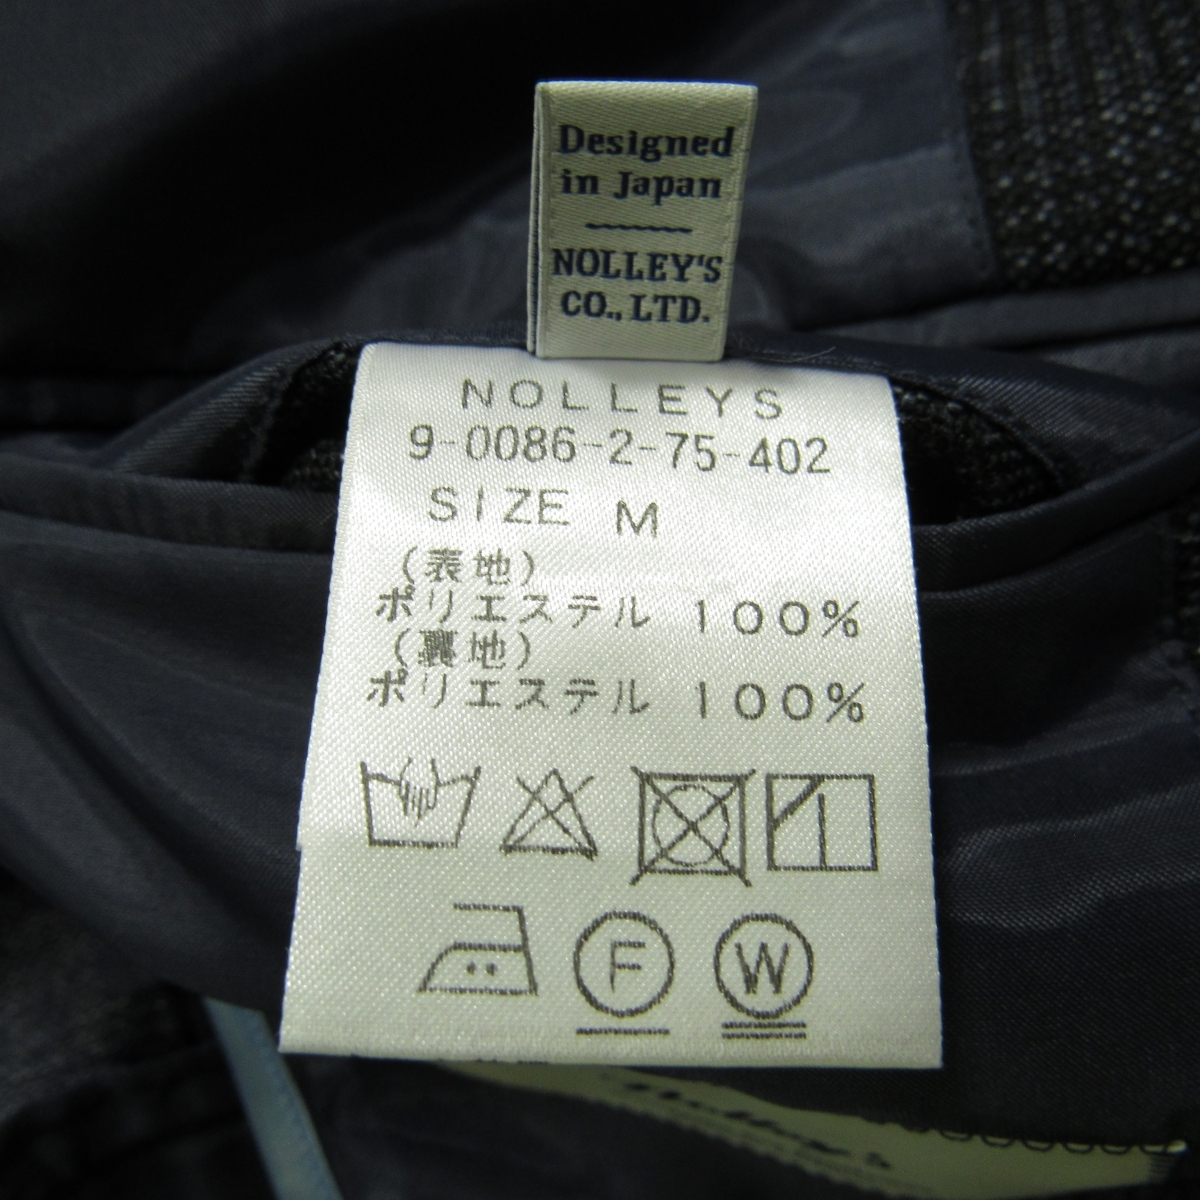 Designed
in Japan
NOLLEY'S
CO., LTD.
NOLLEYS
9-0086-2-75-402
SIZE M
(表地)
ポリエステル 100%
(裏地)
ポリエステル 100%
F W